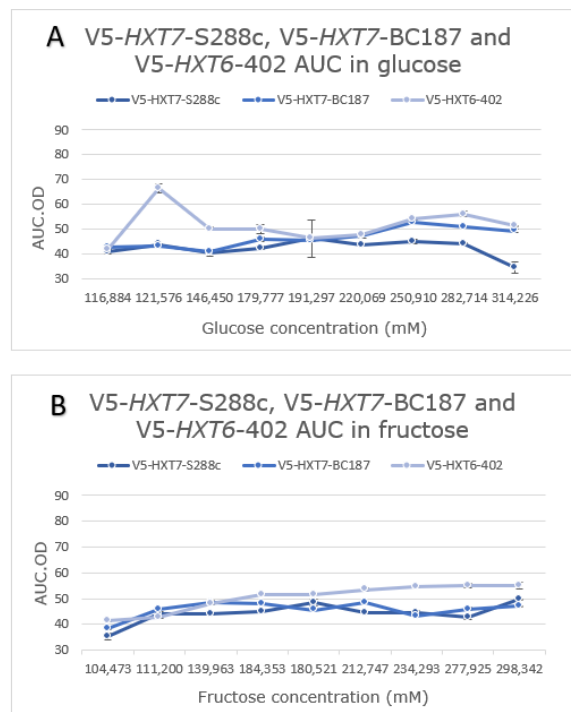 A V5-HXT7-S288c, V5-HXT7-BC187 and
V5-HXT6-402 AUC in glucose
V5-HXT7-S288c V5-HXT7-BC187 V5-HXT6-402
90
80
70
60
50
40
30
AUC.OD
116,884 121,576 146,450 179,777 191,297 220,069 250,910 282,714 314,226
Glucose concentration (mM)
B V5-HXT7-S288c, V5-HXT7-BC187 and
V5-HXT6-402 AUC in fructose
V5-HXT7-S288c V5-HXT7-BC187 V5-HXT6-402
90
80
70
60
50
40
30
AUC.OD
104,473 111,200 139,963 184,353 180,521 212,747 234,293 277,925 298,342
Fructose concentration (mM)